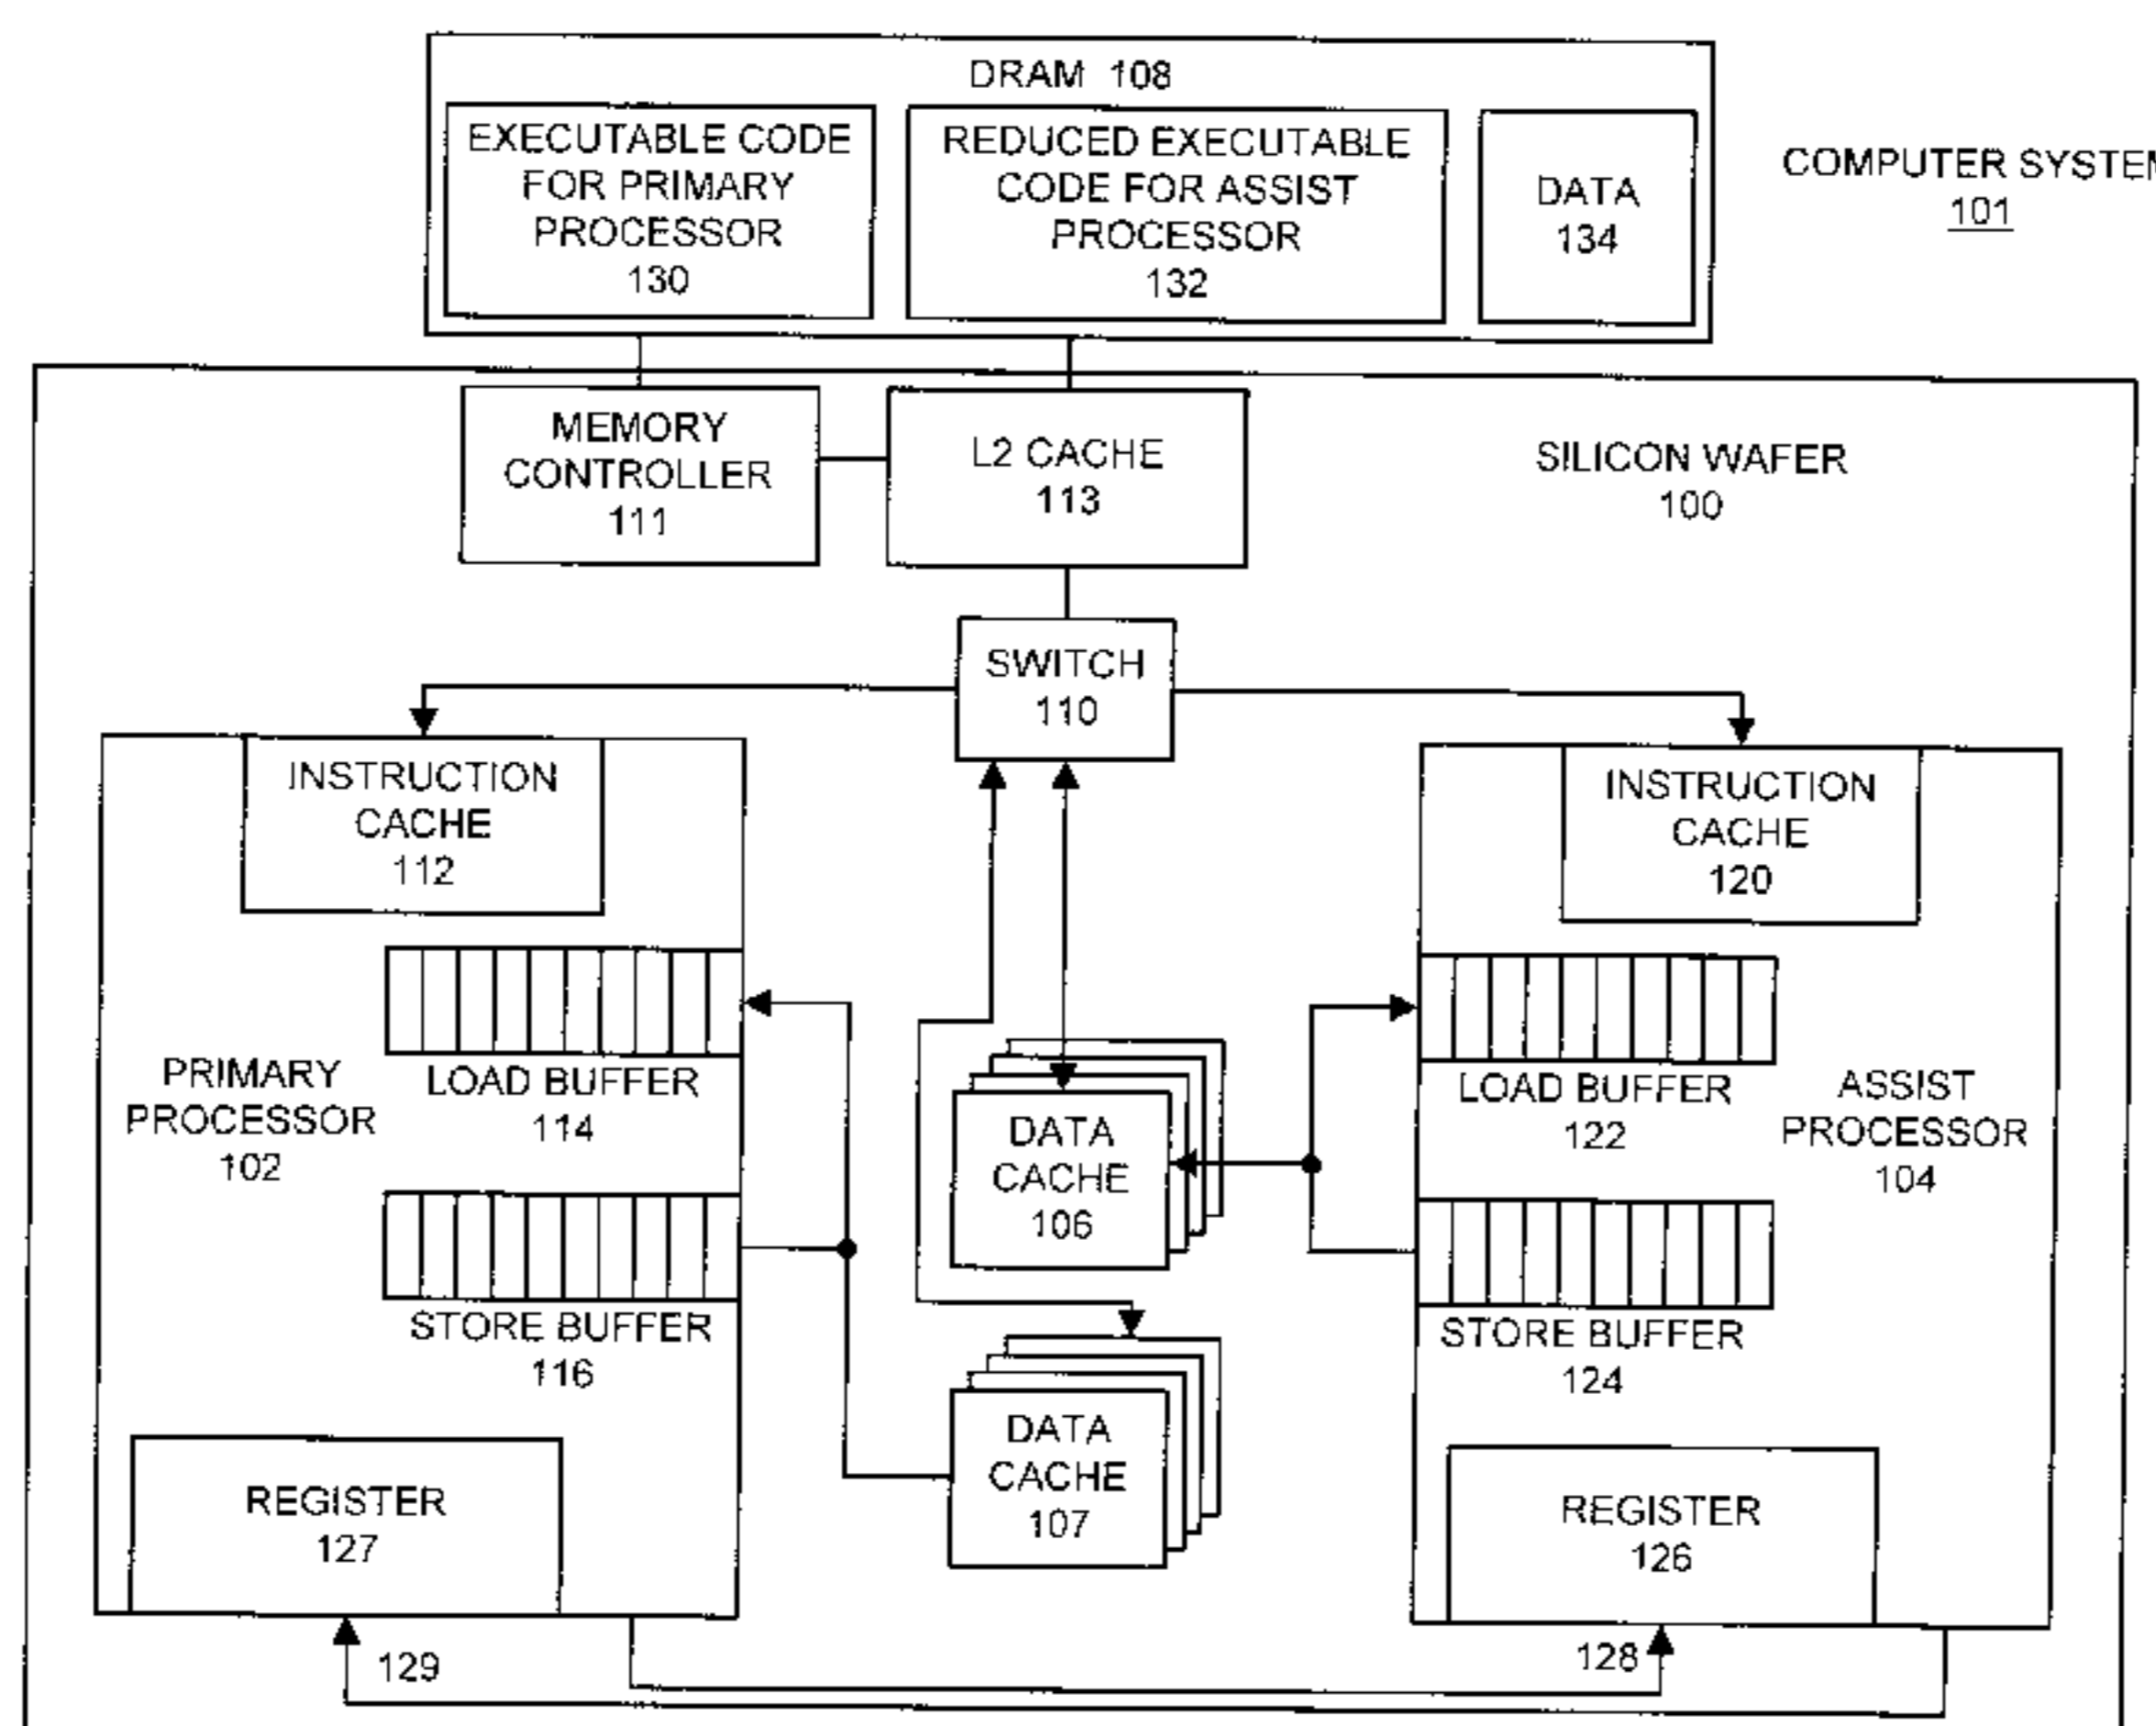 DRAM 108
EXECUTABLE CODE
FOR PRIMARY
PROCESSOR
130
REDUCED EXECUTABLE
CODE FOR ASSIST
PROCESSOR
132
DATA
134
COMPUTER SYSTEM
101
MEMORY
CONTROLLER
111
L2 CACHE
113
SILICON WAFER
100
SWITCH
110
INSTRUCTION
CACHE
112
INSTRUCTION
CACHE
120
LOAD BUFFER
114
PRIMARY
PROCESSOR
102
STORE BUFFER
116
REGISTER
127
DATA
CACHE
106
DATA
CACHE
107
LOAD BUFFER
122
ASSIST
PROCESSOR
104
STORE BUFFER
124
REGISTER
126
129
128